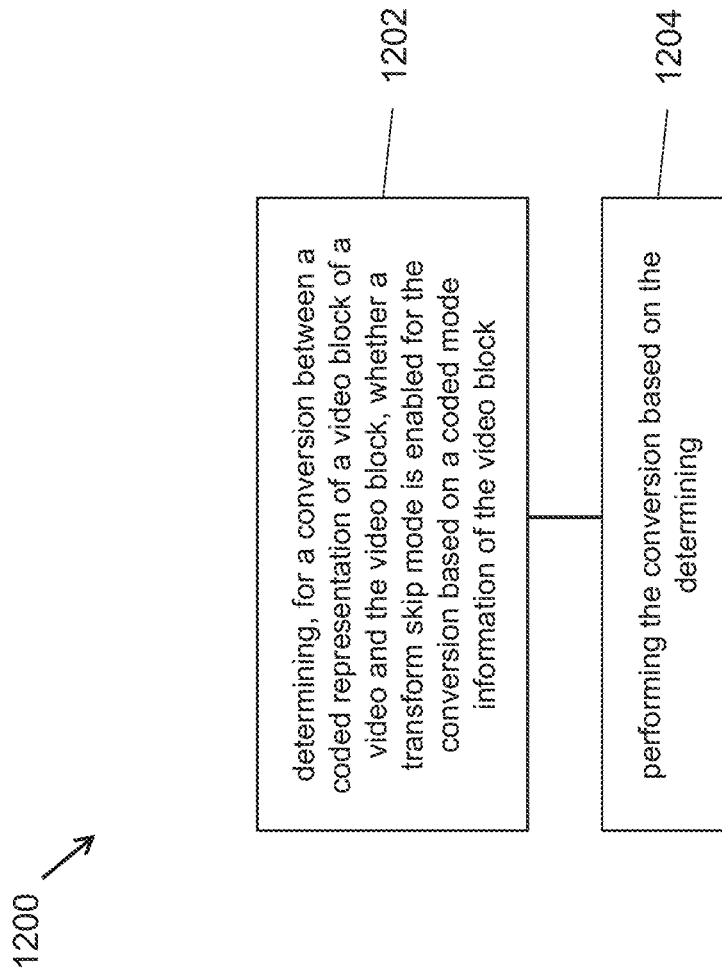 1200
determining, for a conversion between a
coded representation of a video block of a
video and the video block, whether a
transform skip mode is enabled for the
conversion based on a coded mode
information of the video block
1202
performing the conversion based on the
determining
1204